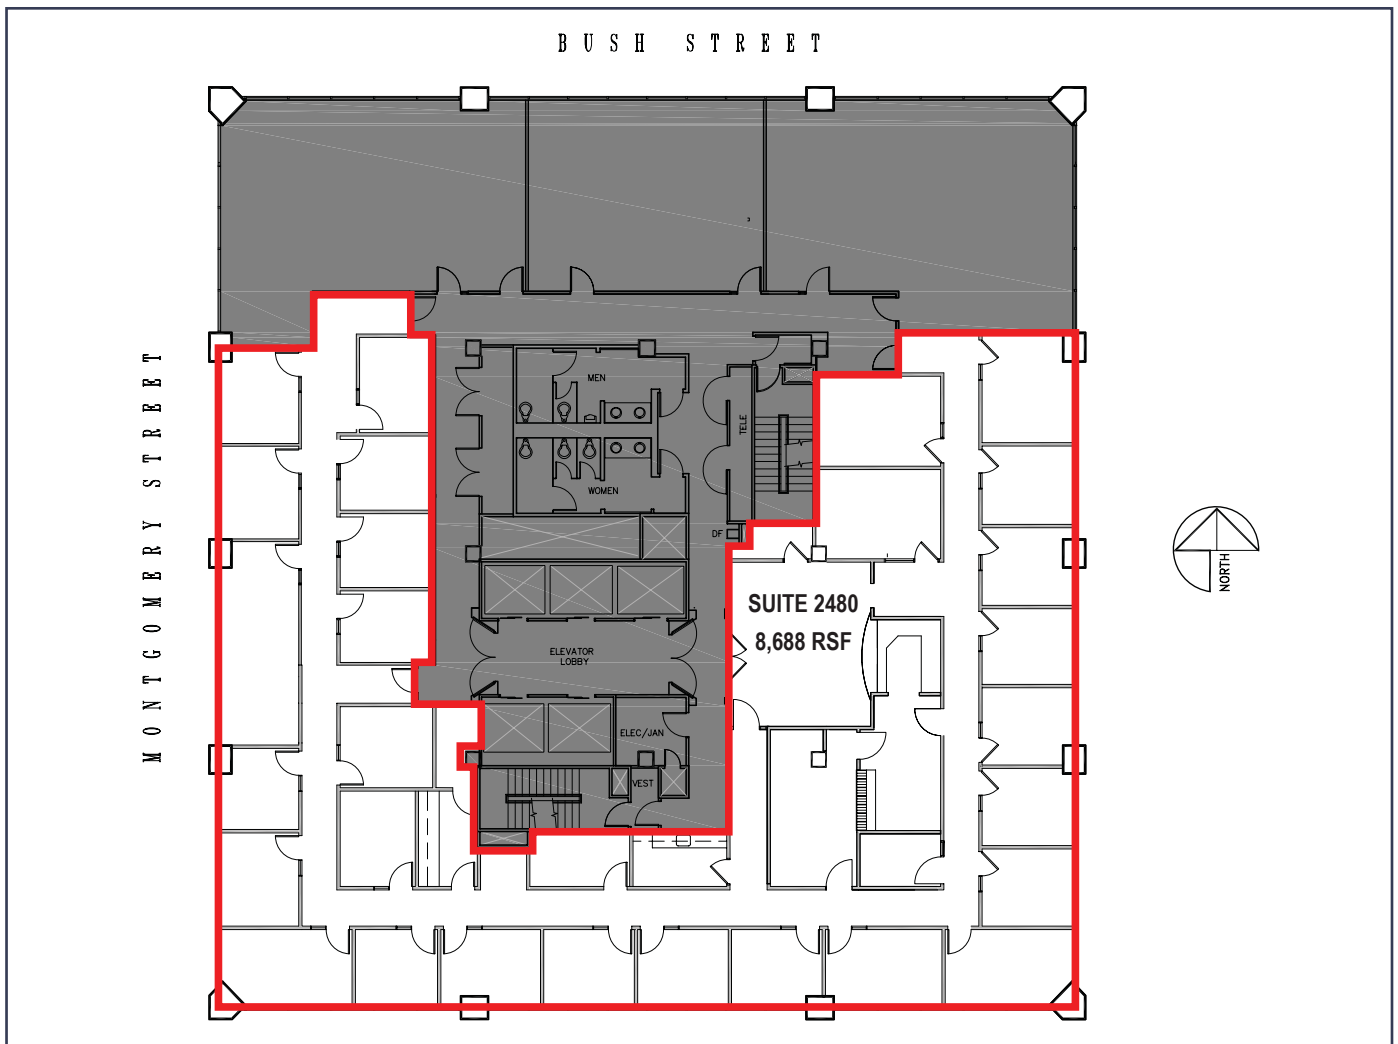 BUSH STREET
MONTGOMERY STREET
MEN
TELE
WOMEN
DF
NORTH
SUITE 2480
8,688 RSF
ELEVATOR
LOBBY
ELEC/JAN
VEST